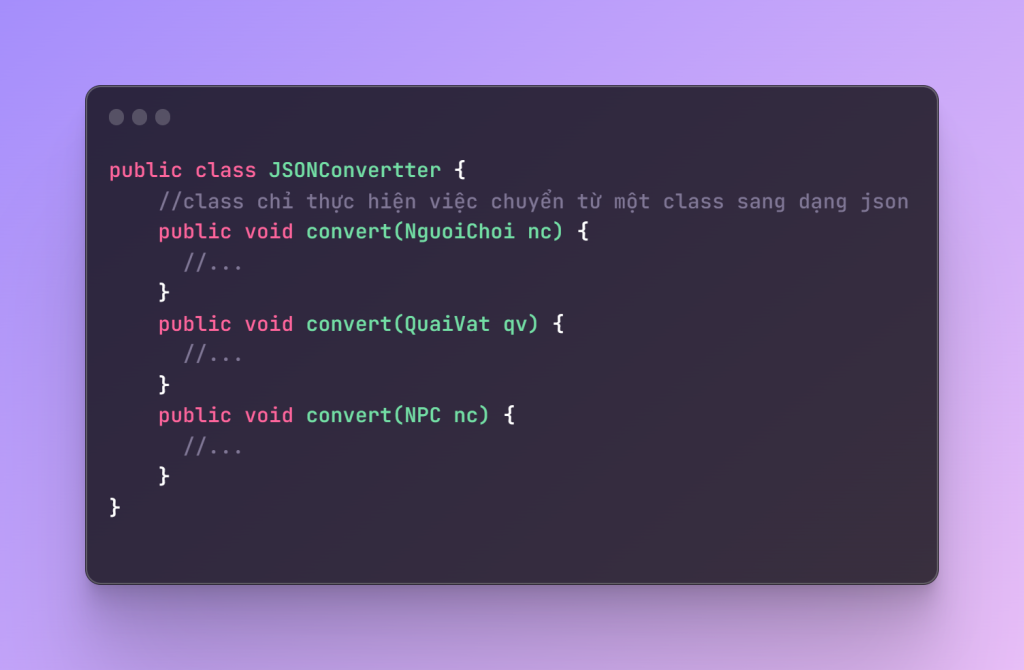 public class JSONConvertter {
    //class chỉ thực hiện việc chuyển từ một class sang dạng json
    public void convert(NguoiChoi nc) {
      //...
    }
    public void convert(QuaiVat qv) {
      //...
    }
    public void convert(NPC nc) {
      //...
    }
}